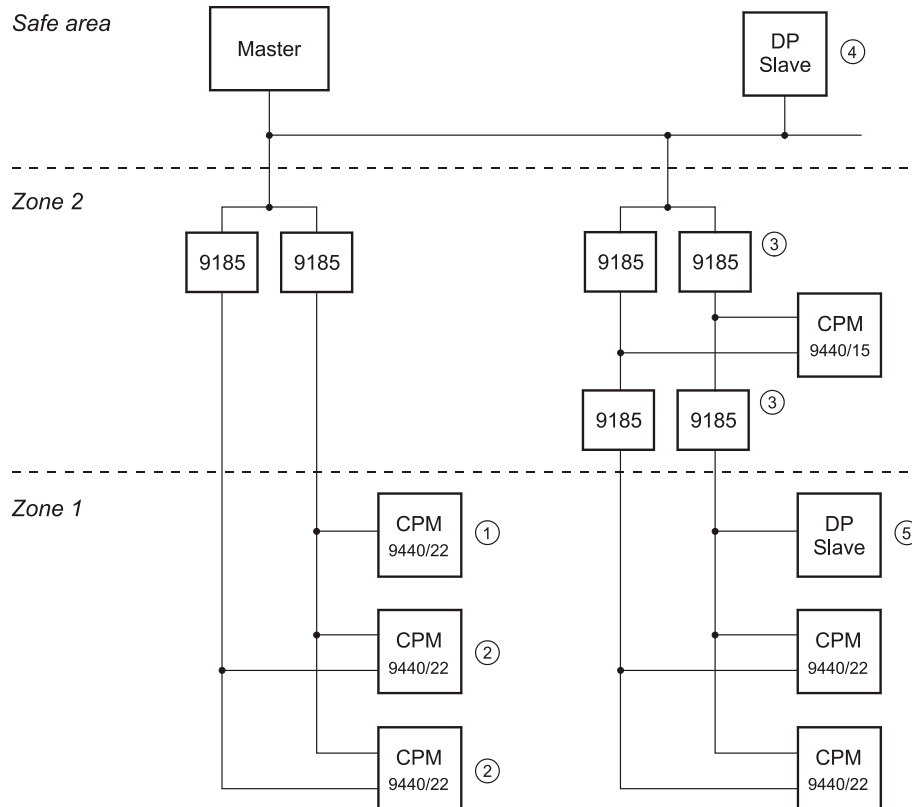 Safe area
Master
DP
Slave
④
Zone 2
9185
9185
9185
9185
③
CPM
9440/15
9185
9185
③
Zone 1
CPM
9440/22
①
DP
Slave
⑤
CPM
9440/22
②
CPM
9440/22
CPM
9440/22
②
CPM
9440/22